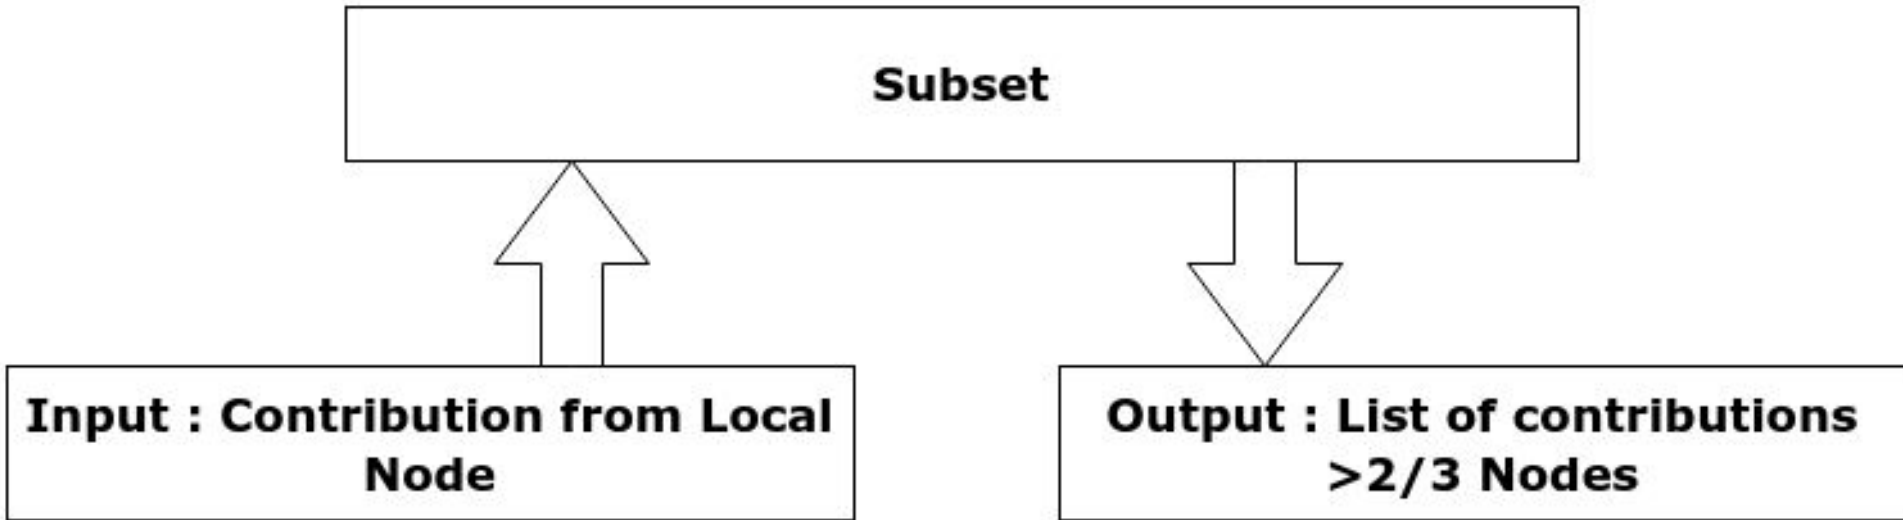 Subset
Input : Contribution from Local
Node
Output : List of contributions
>2/3 Nodes